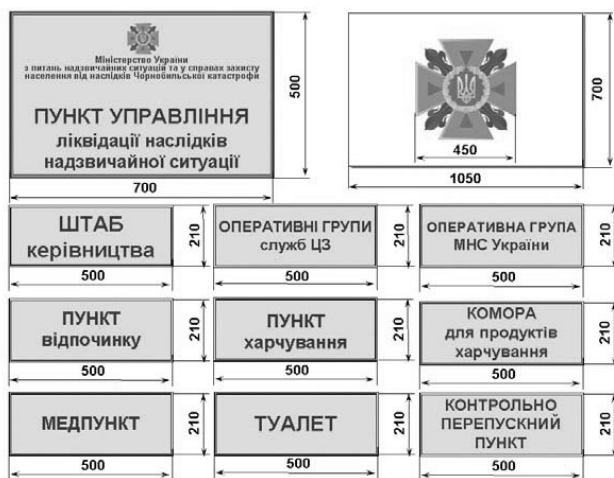 Міністерство України
з питань надзвичайних ситуацій та у справах захисту
населення від наслідків Чорнобильської катастрофи
ПУНКТ УПРАВЛІННЯ
ліквідації наслідків
надзвичайної ситуації
500
700
700
450
1050
ШТАБ
керівництва
210
500
ОПЕРАТИВНІ ГРУПИ
служб ЦЗ
210
500
ОПЕРАТИВНА ГРУПА
МНС України
210
500
ПУНКТ
відпочинку
210
500
ПУНКТ
харчування
210
500
КОМОРА
для продуктів
харчування
210
500
МЕДПУНКТ
210
500
ТУАЛЕТ
210
500
КОНТРОЛЬНО
ПЕРЕПУСКНИЙ
ПУНКТ
210
500